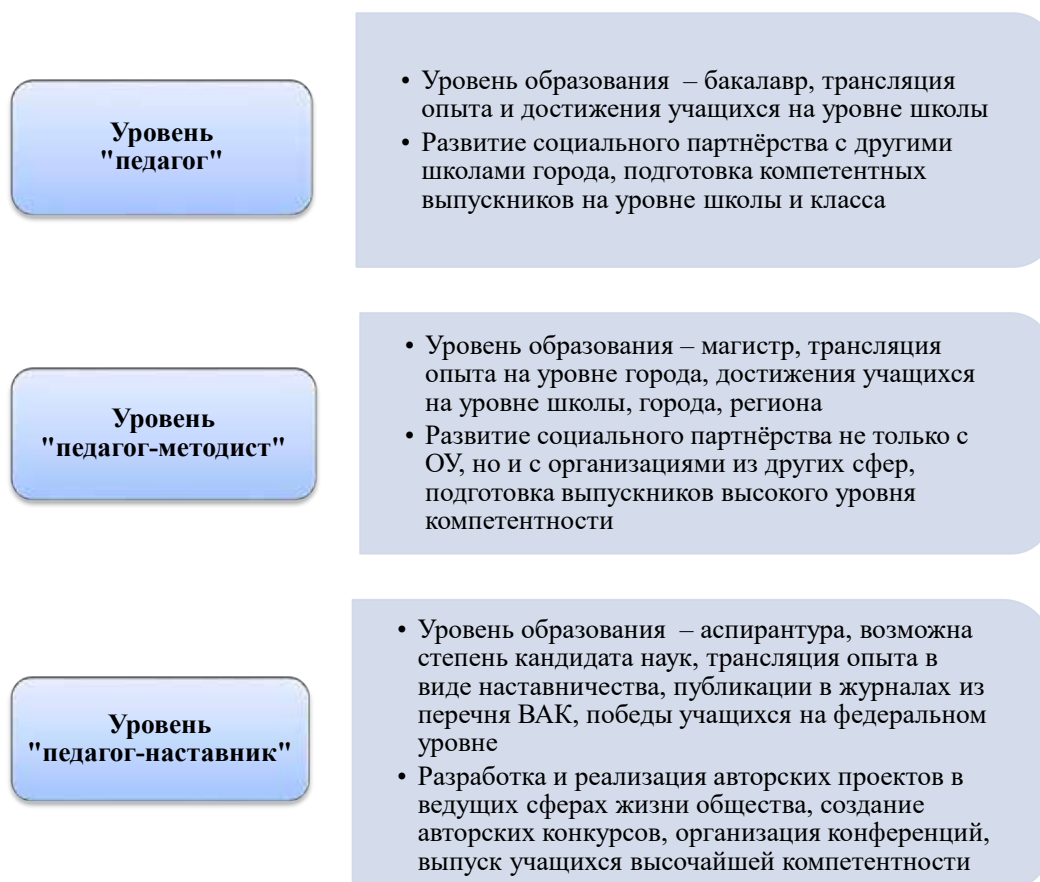 Уровень
"педагог"
• Уровень образования – бакалавр, трансляция
опыта и достижения учащихся на уровне школы
• Развитие социального партнёрства с другими
школами города, подготовка компетентных
выпускников на уровне школы и класса
Уровень
"педагог-методист"
• Уровень образования – магистр, трансляция
опыта на уровне города, достижения учащихся
на уровне школы, города, региона
• Развитие социального партнёрства не только с
ОУ, но и с организациями из других сфер,
подготовка выпускников высокого уровня
компетентности
Уровень
"педагог-наставник"
• Уровень образования – аспирантура, возможна
степень кандидата наук, трансляция опыта в
виде наставничества, публикации в журналах из
перечня ВАК, победы учащихся на федеральном
уровне
• Разработка и реализация авторских проектов в
ведущих сферах жизни общества, создание
авторских конкурсов, организация конференций,
выпуск учащихся высочайшей компетентности